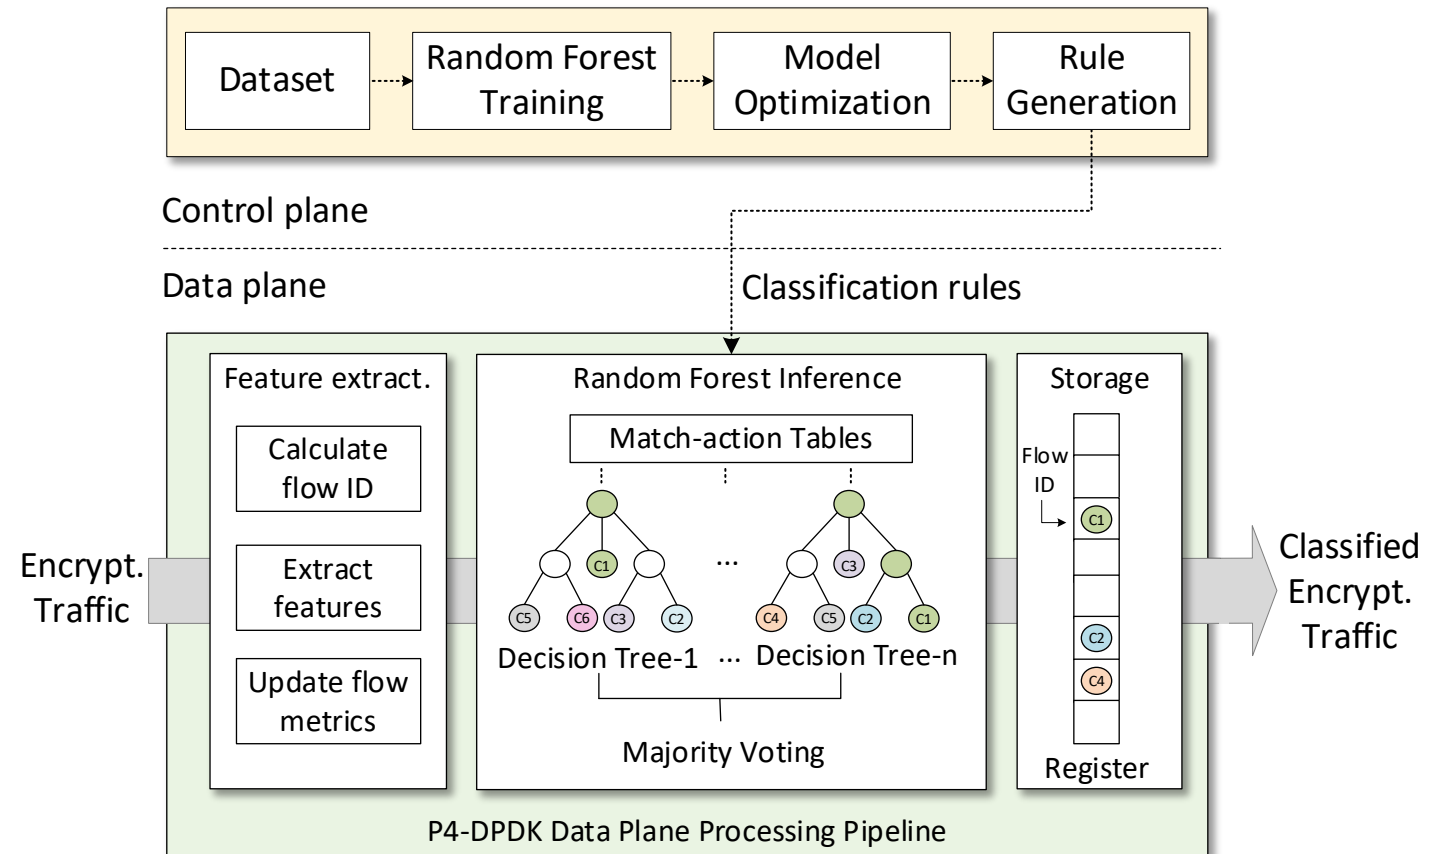 Dataset
Random Forest
Training
Model
Optimization
Rule
Generation
Control plane
Data plane
Classification rules
Feature extract.
Calculate
flow ID
Extract
features
Update flow
metrics
Random Forest Inference
Match-action Tables
C1
...
C3
C5
C6
C3
C2
C4
C5
C2
C1
Decision Tree-1
...
Decision Tree-n
Majority Voting
Storage
Flow
ID
C1
C2
C4
Register
Encrypt.
Traffic
Classified
Encrypt.
Traffic
P4-DPDK Data Plane Processing Pipeline